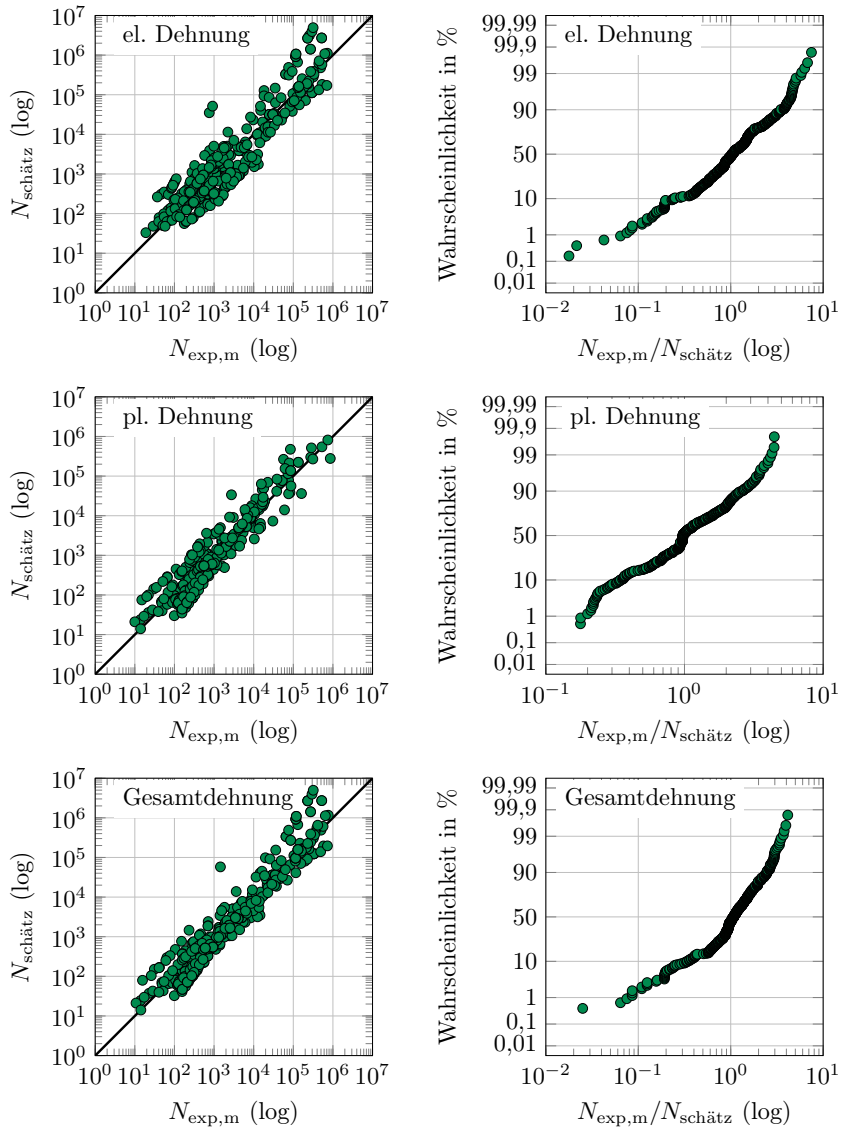 el. Dehnung
10^7
10^6
10^5
10^4
10^3
10^2
10^1
10^0
N_schätz (log)
10^0 10^1 10^2 10^3 10^4 10^5 10^6 10^7
N_exp,m (log)
el. Dehnung
99,99
99,9
99
90
50
10
1
0,1
0,01
Wahrscheinlichkeit in %
10^−2 10^−1 10^0 10^1
N_exp,m/N_schätz (log)
pl. Dehnung
10^7
10^6
10^5
10^4
10^3
10^2
10^1
10^0
N_schätz (log)
10^0 10^1 10^2 10^3 10^4 10^5 10^6 10^7
N_exp,m (log)
pl. Dehnung
99,99
99,9
99
90
50
10
1
0,1
0,01
Wahrscheinlichkeit in %
10^−1 10^0 10^1
N_exp,m/N_schätz (log)
Gesamtdehnung
10^7
10^6
10^5
10^4
10^3
10^2
10^1
10^0
N_schätz (log)
10^0 10^1 10^2 10^3 10^4 10^5 10^6 10^7
N_exp,m (log)
Gesamtdehnung
99,99
99,9
99
90
50
10
1
0,1
0,01
Wahrscheinlichkeit in %
10^−2 10^−1 10^0 10^1
N_exp,m/N_schätz (log)